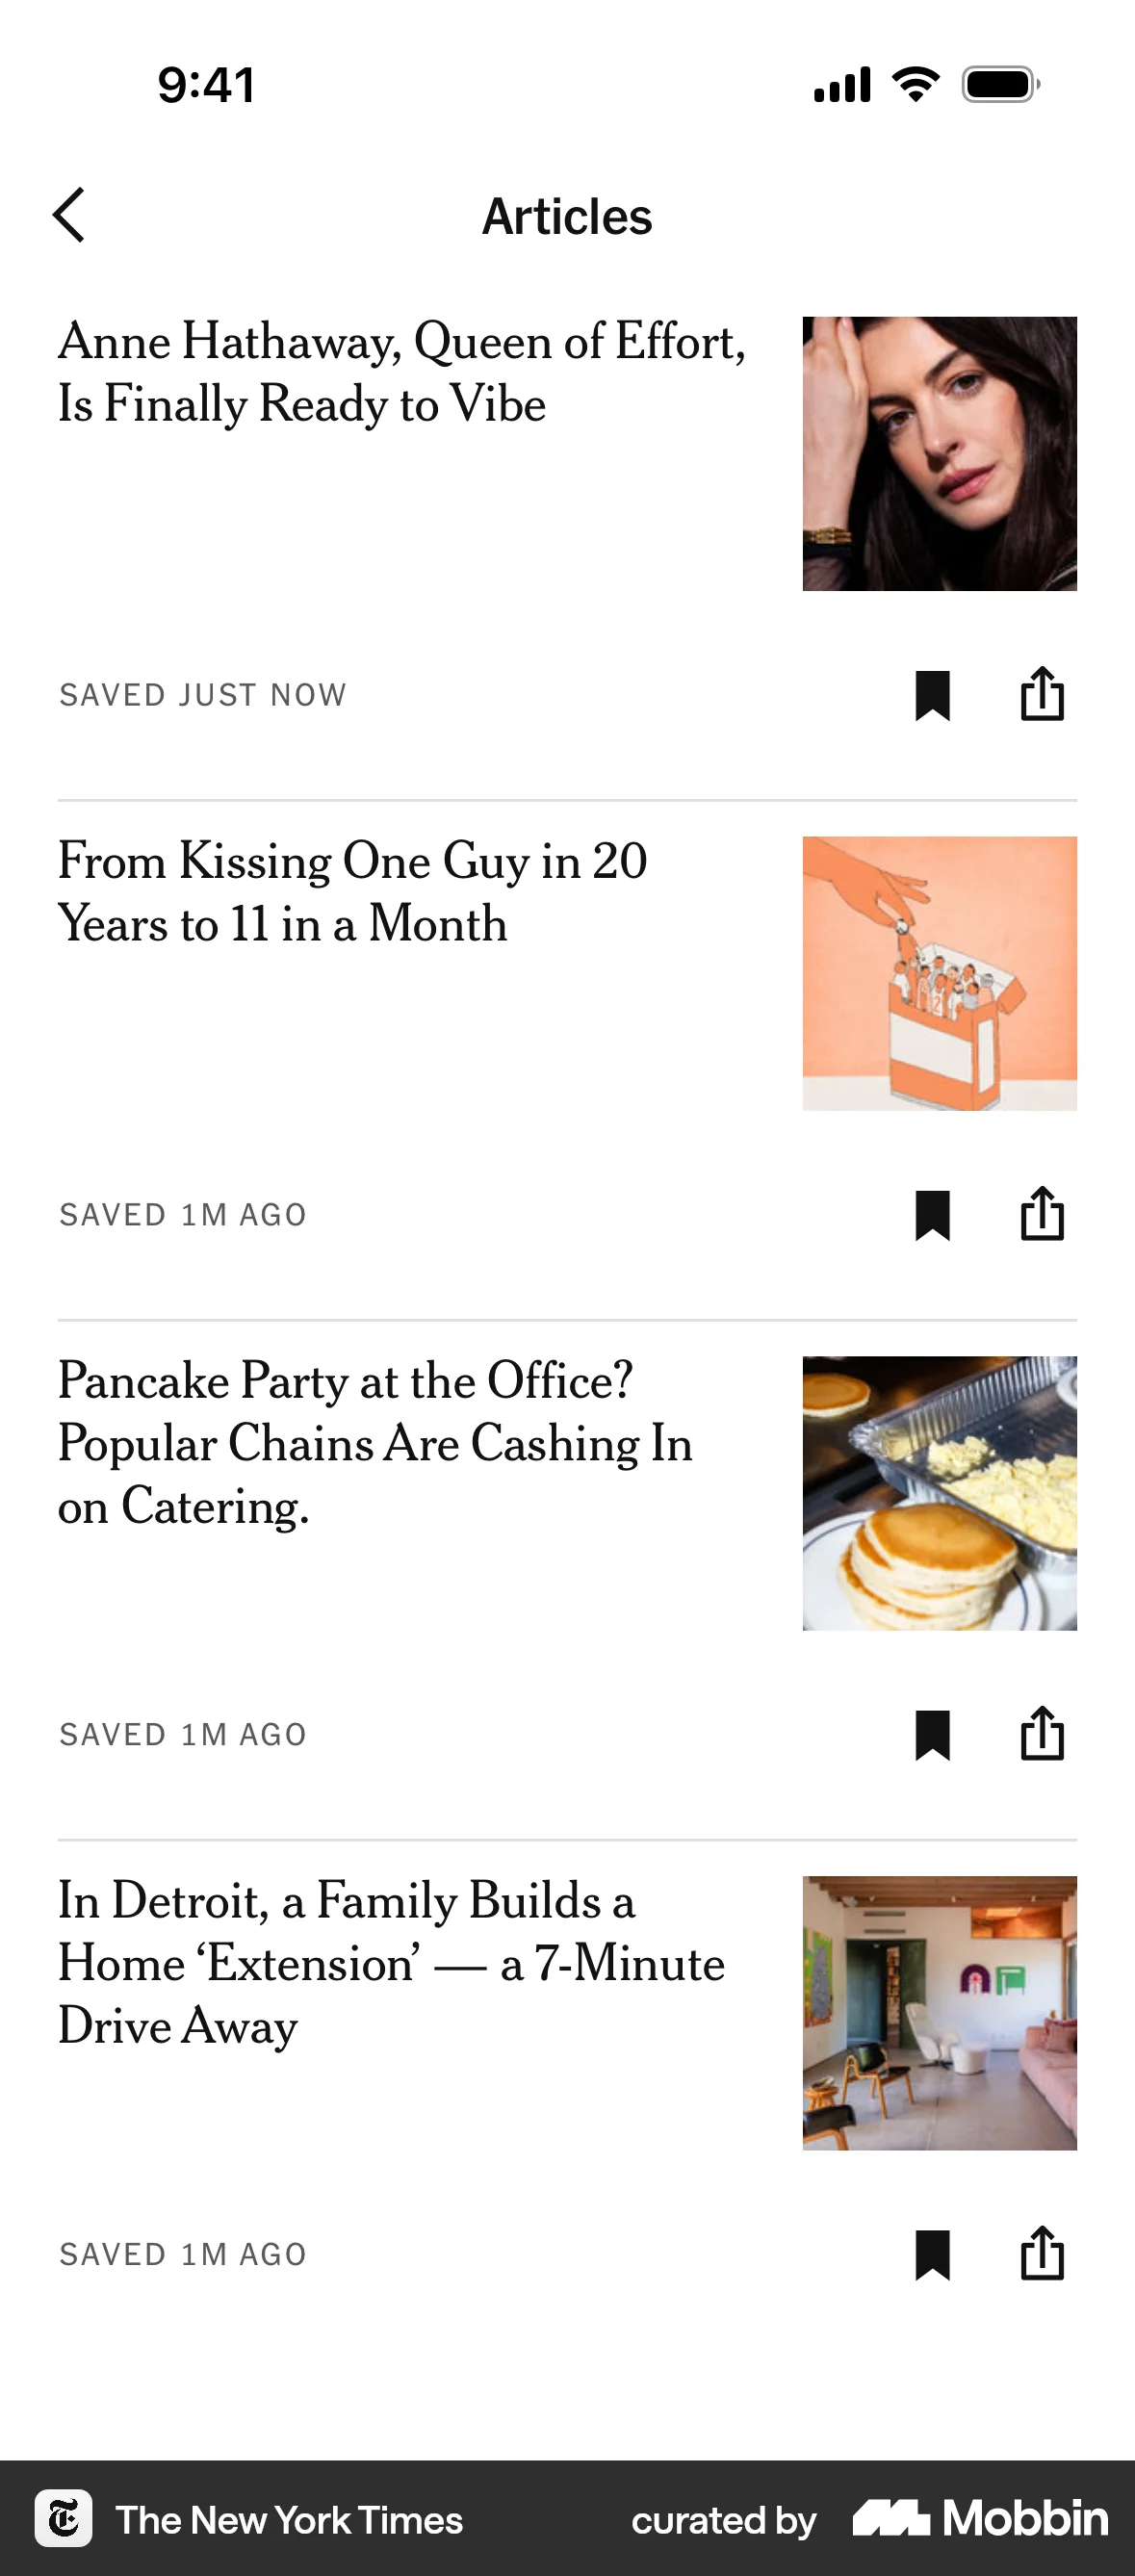 9:41
Articles
Anne Hathaway, Queen of Effort,
Is Finally Ready to Vibe
SAVED JUST NOW
From Kissing One Guy in 20
Years to 11 in a Month
SAVED 1M AGO
Pancake Party at the Office?
Popular Chains Are Cashing In
on Catering.
SAVED 1M AGO
In Detroit, a Family Builds a
Home ‘Extension’ — a 7-Minute
Drive Away
SAVED 1M AGO
The New York Times
curated by Mobbin